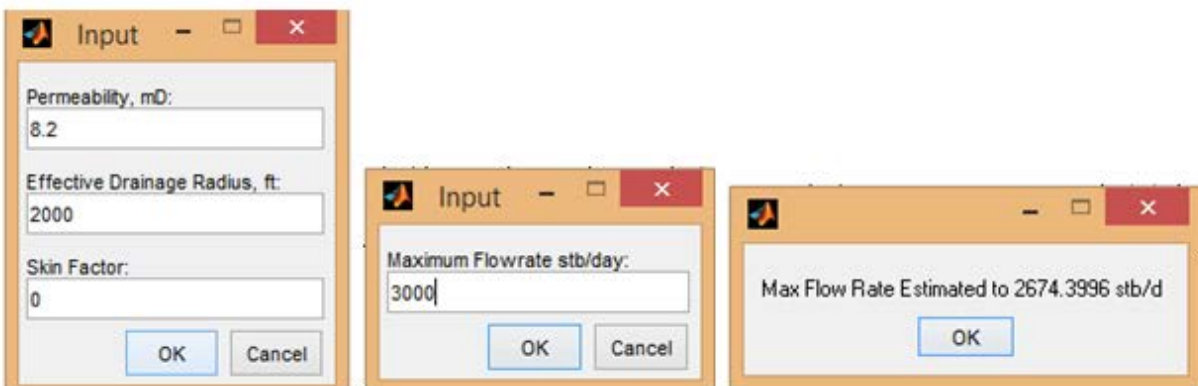 Input
Permeability, mD:
8.2
Effective Drainage Radius, ft:
2000
Skin Factor:
0
OK Cancel
Input
Maximum Flowrate stb/day:
3000
OK Cancel
Max Flow Rate Estimated to 2674.3996 stb/d
OK